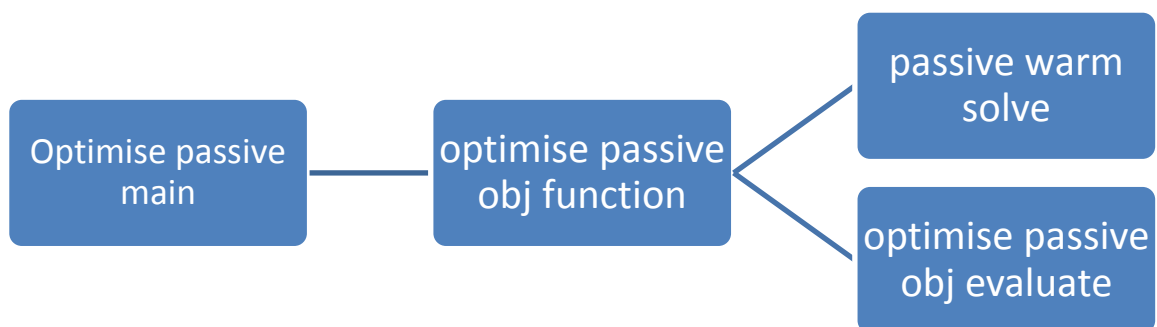 Optimise passive
main
optimise passive
obj function
passive warm
solve
optimise passive
obj evaluate